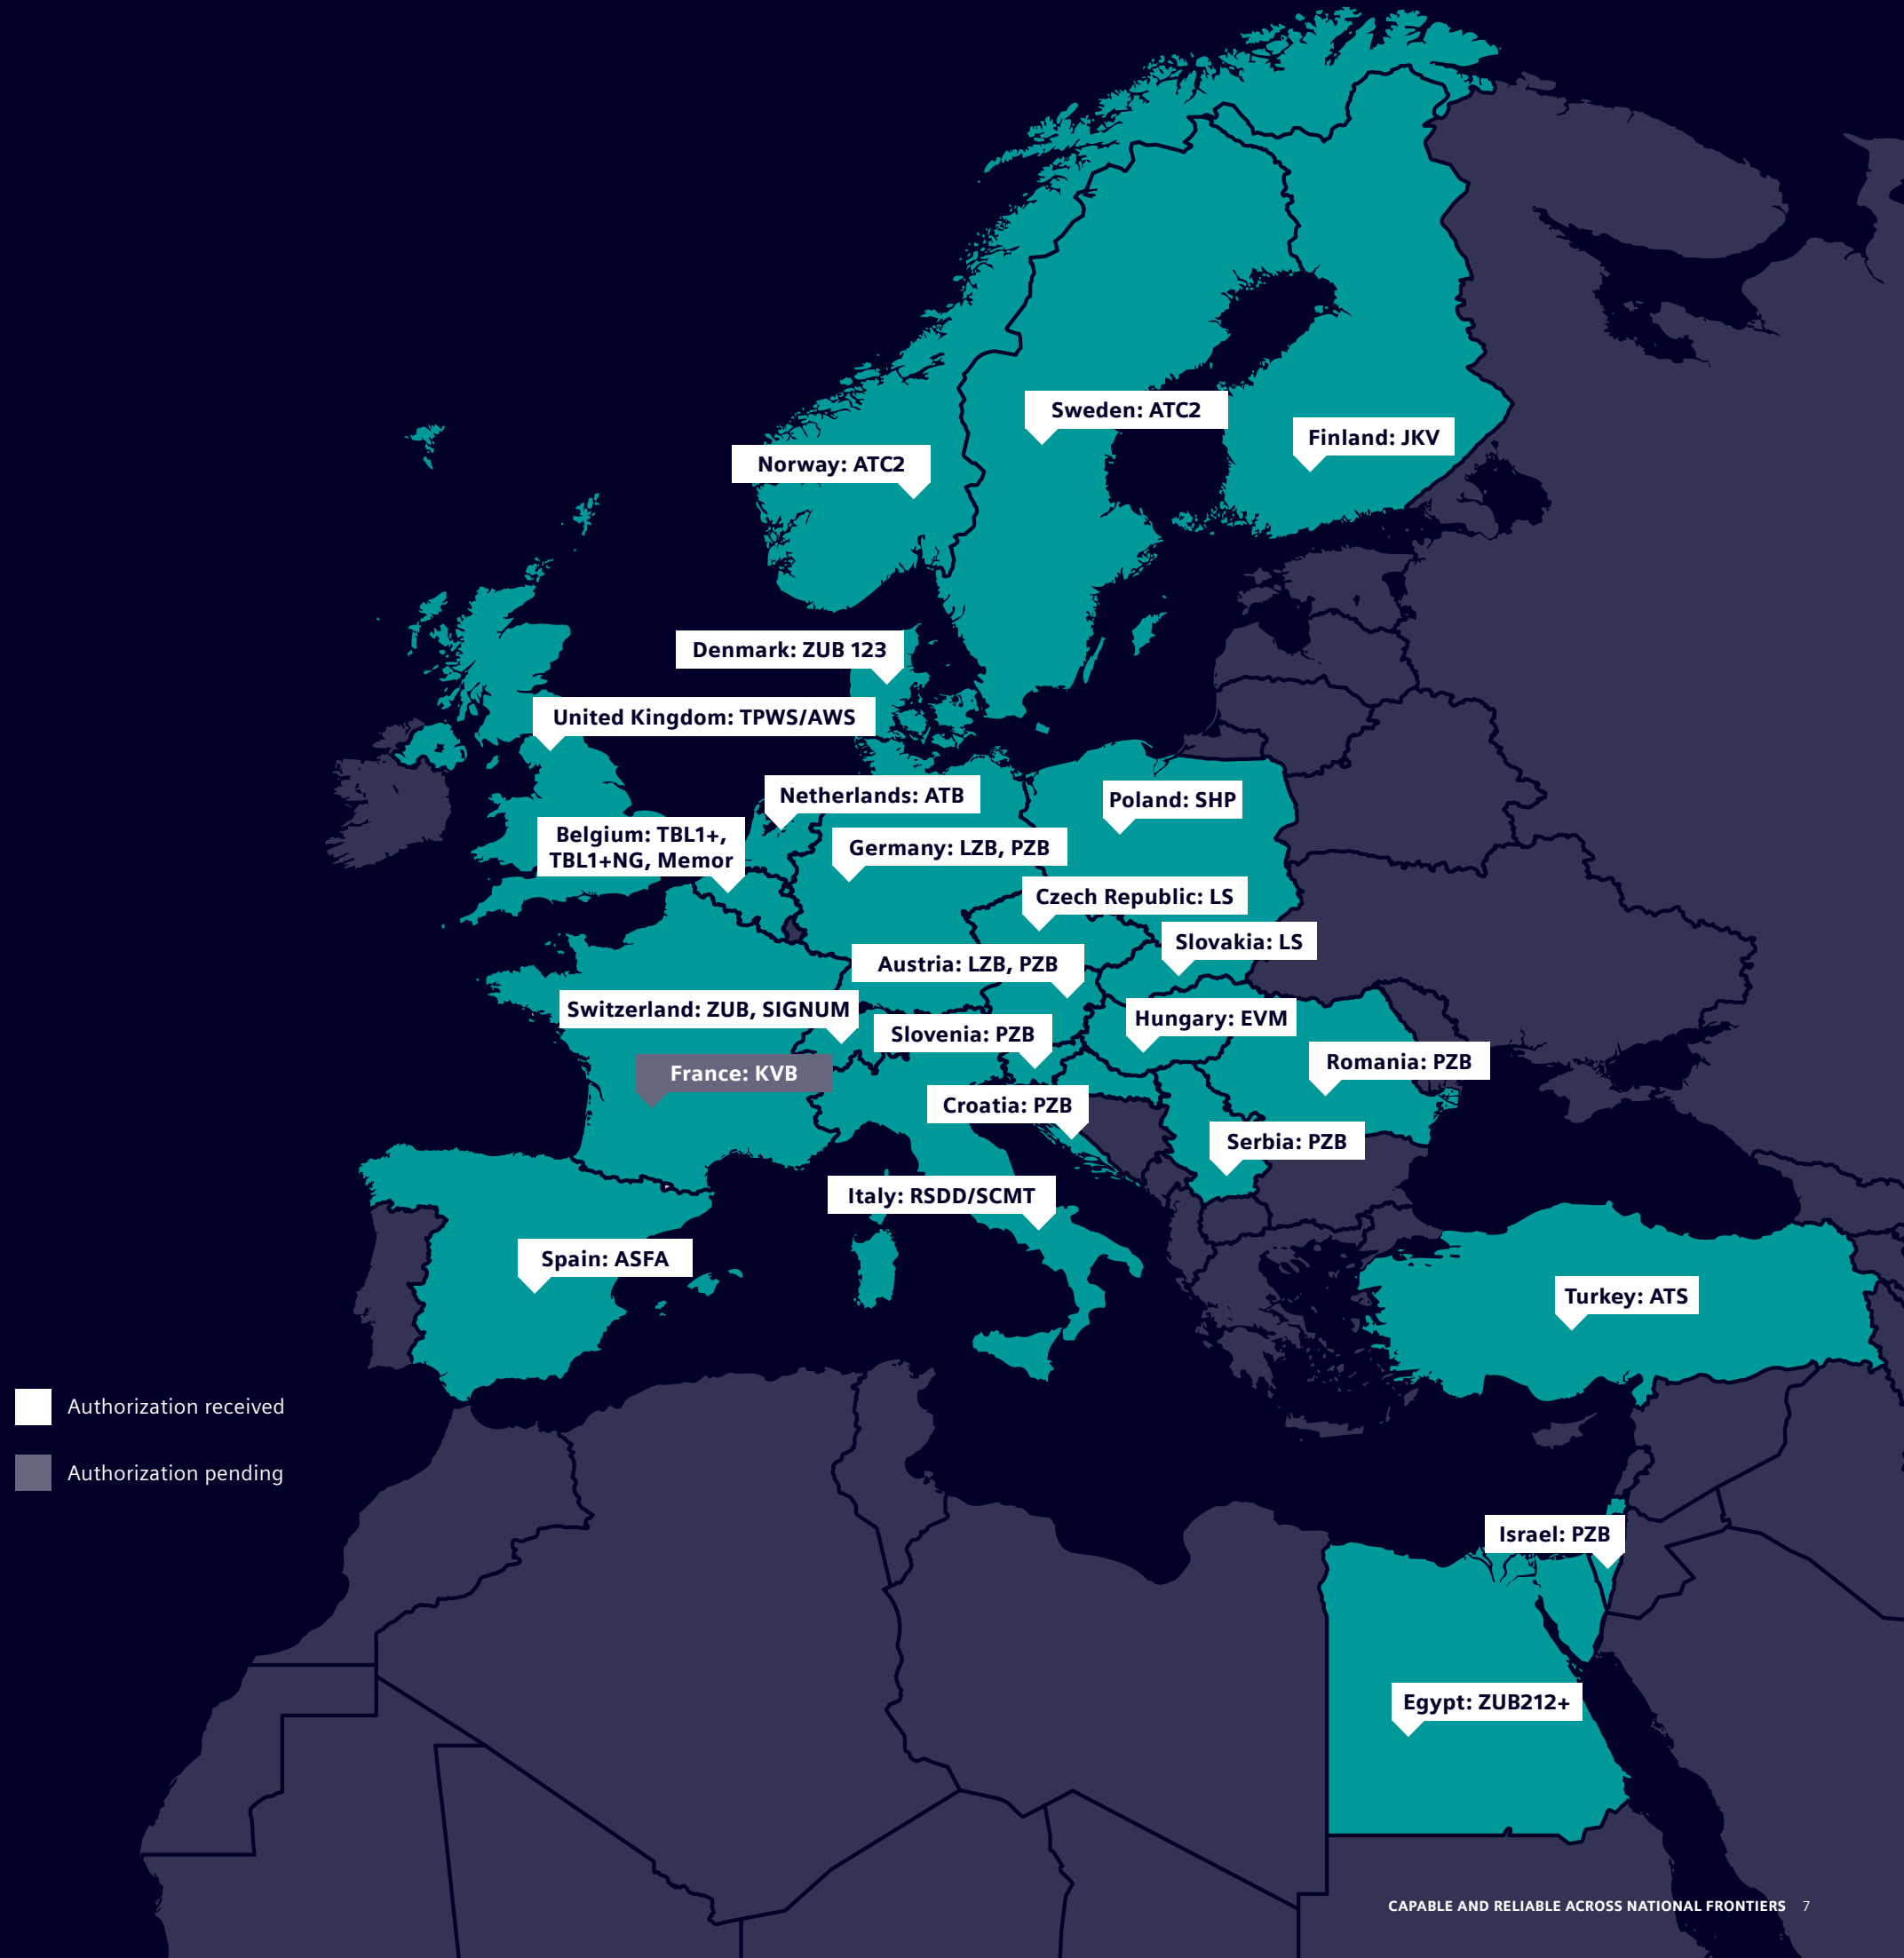 Sweden: ATC2
Finland: JKV
Norway: ATC2
Denmark: ZUB 123
United Kingdom: TPWS/AWS
Netherlands: ATB
Poland: SHP
Belgium: TBL1+,
TBL1+NG, Memor
Germany: LZB, PZB
Czech Republic: LS
Slovakia: LS
Austria: LZB, PZB
Switzerland: ZUB, SIGNUM
Hungary: EVM
Slovenia: PZB
Romania: PZB
France: KVB
Croatia: PZB
Serbia: PZB
Italy: RSDD/SCMT
Spain: ASFA
Turkey: ATS
Authorization received
Authorization pending
Israel: PZB
Egypt: ZUB212+
CAPABLE AND RELIABLE ACROSS NATIONAL FRONTIERS 7